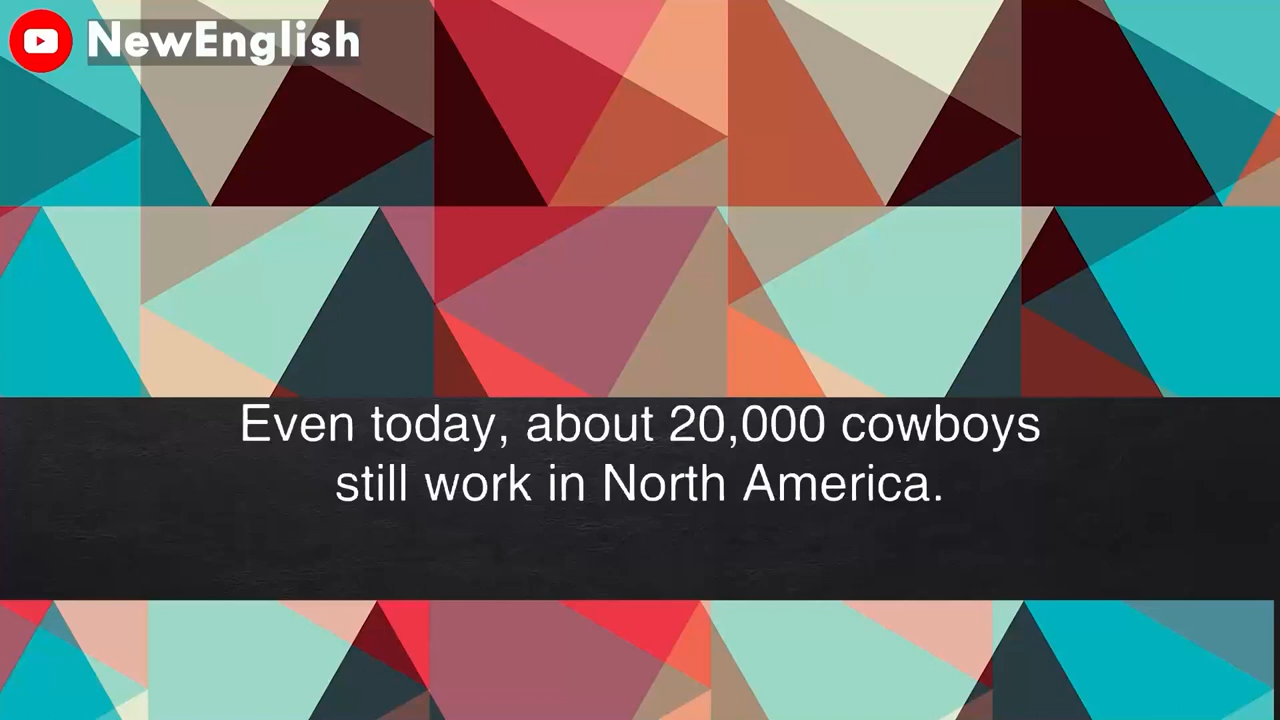 NewEnglish
Even today, about 20,000 cowboys
still work in North America.